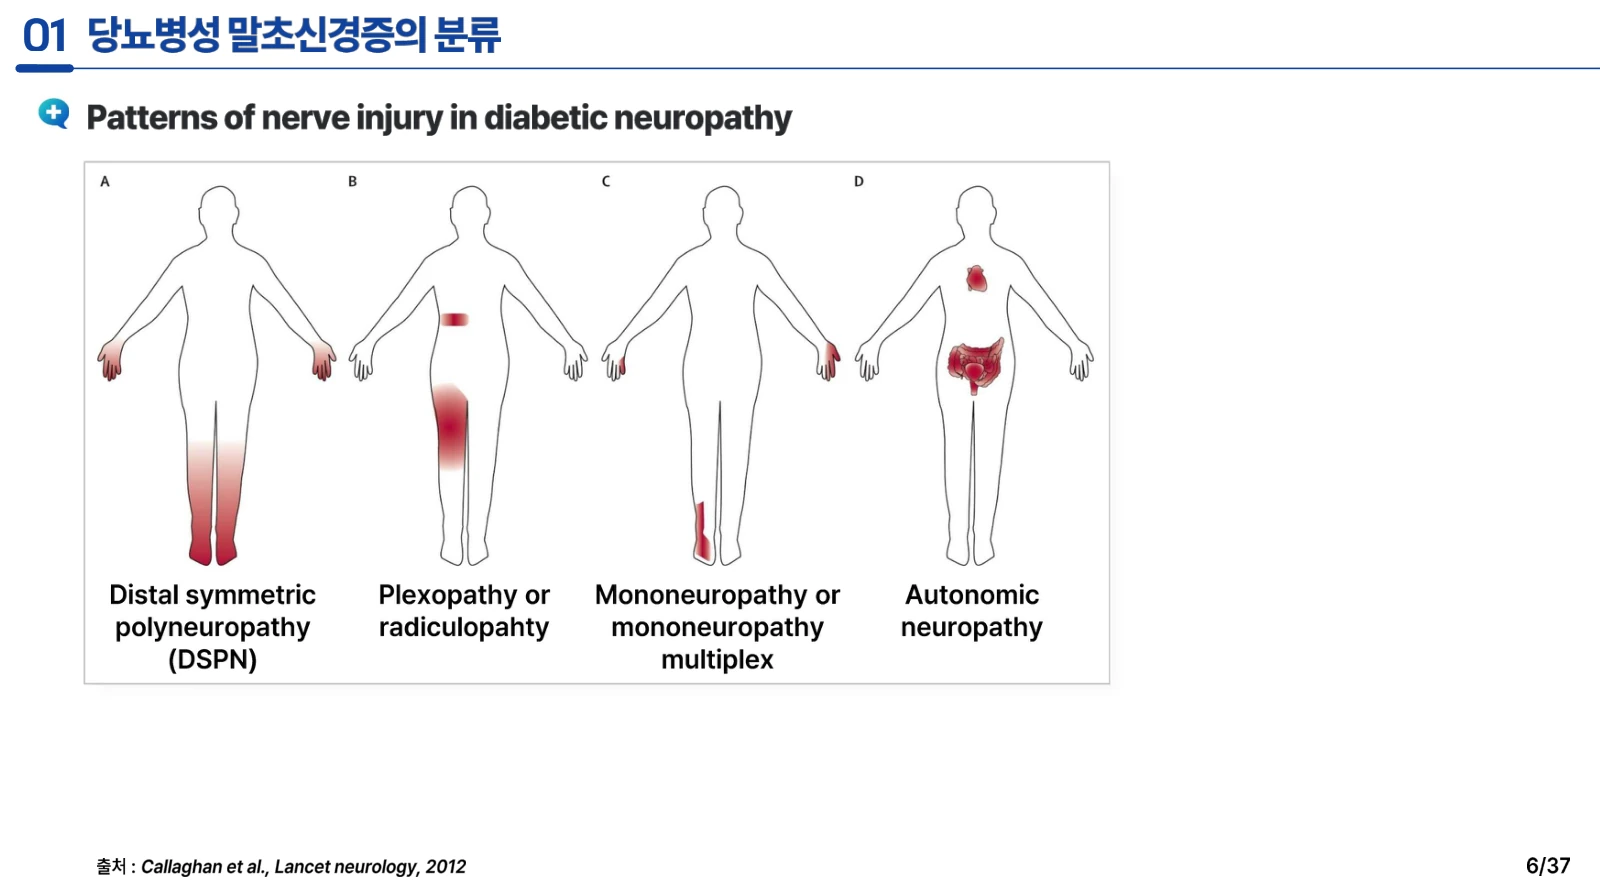 01 당뇨병성 말초신경증의 분류
Patterns of nerve injury in diabetic neuropathy
A
B
C
D
Distal symmetric
polyneuropathy
(DSPN)
Plexopathy or
radiculopahty
Mononeuropathy or
mononeuropathy
multiplex
Autonomic
neuropathy
출처 : Callaghan et al., Lancet neurology, 2012
6/37